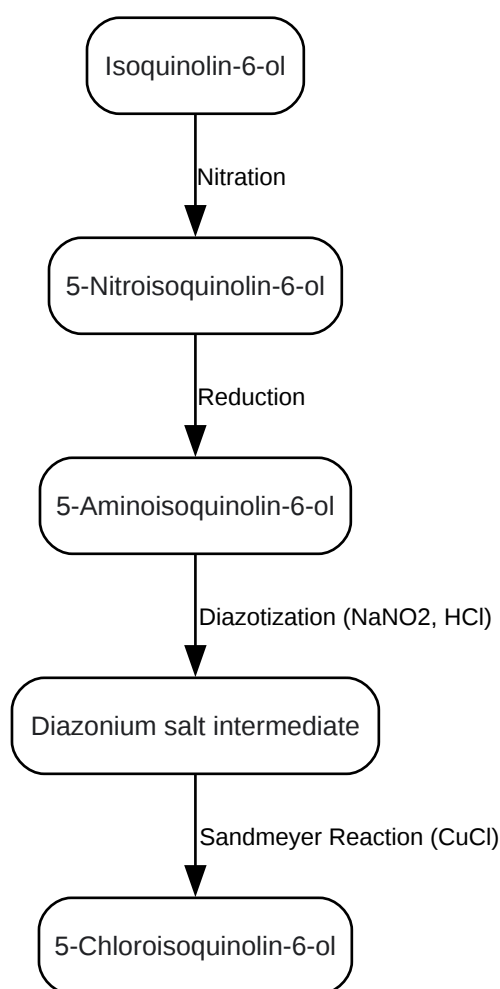 Isoquinolin-6-ol
Nitration
5-Nitroisoquinolin-6-ol
Reduction
5-Aminoisoquinolin-6-ol
Diazotization (NaNO2, HCl)
Diazonium salt intermediate
Sandmeyer Reaction (CuCl)
5-Chloroisoquinolin-6-ol